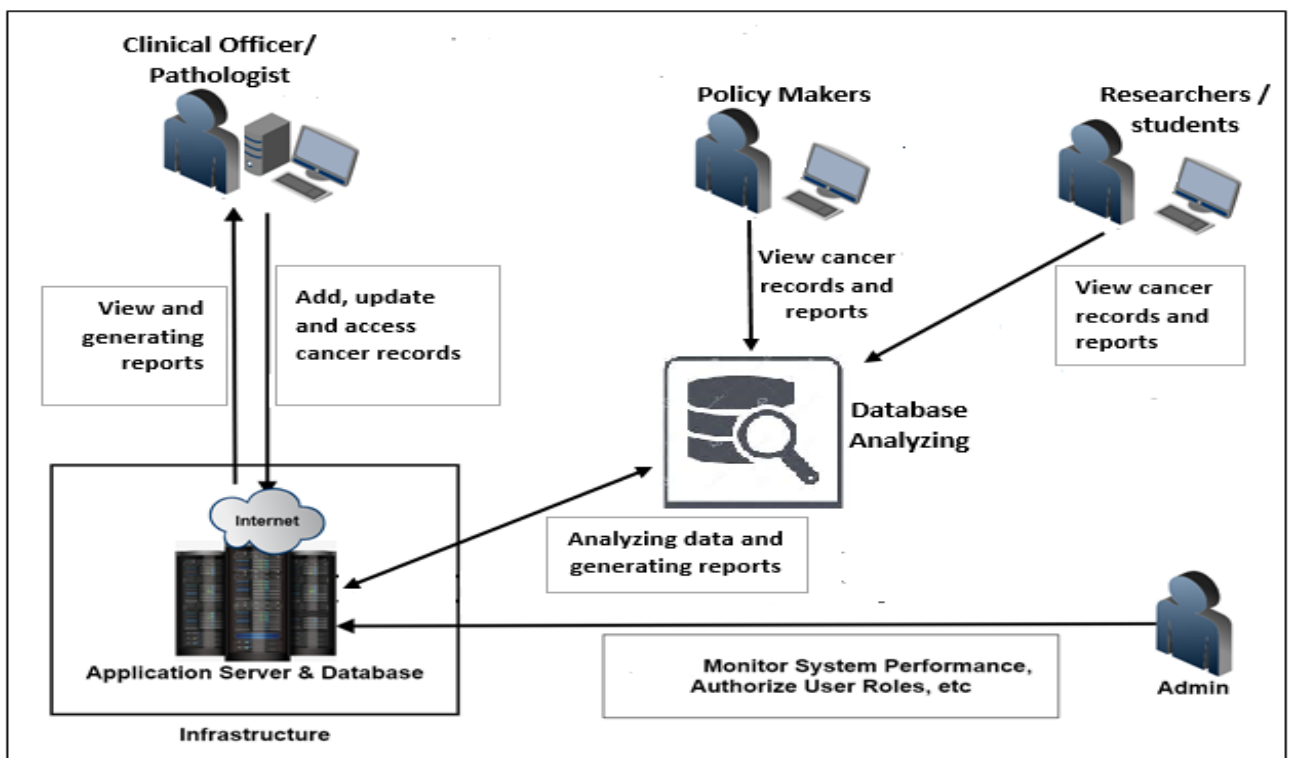 Clinical Officer/
Pathologist
Policy Makers
Researchers /
students
View and
generating
reports
Add, update
and access
cancer records
View cancer
records and
reports
View cancer
records and
reports
Database
Analyzing
Internet
Analyzing data and
generating reports
Application Server & Database
Monitor System Performance,
Authorize User Roles, etc
Admin
Infrastructure